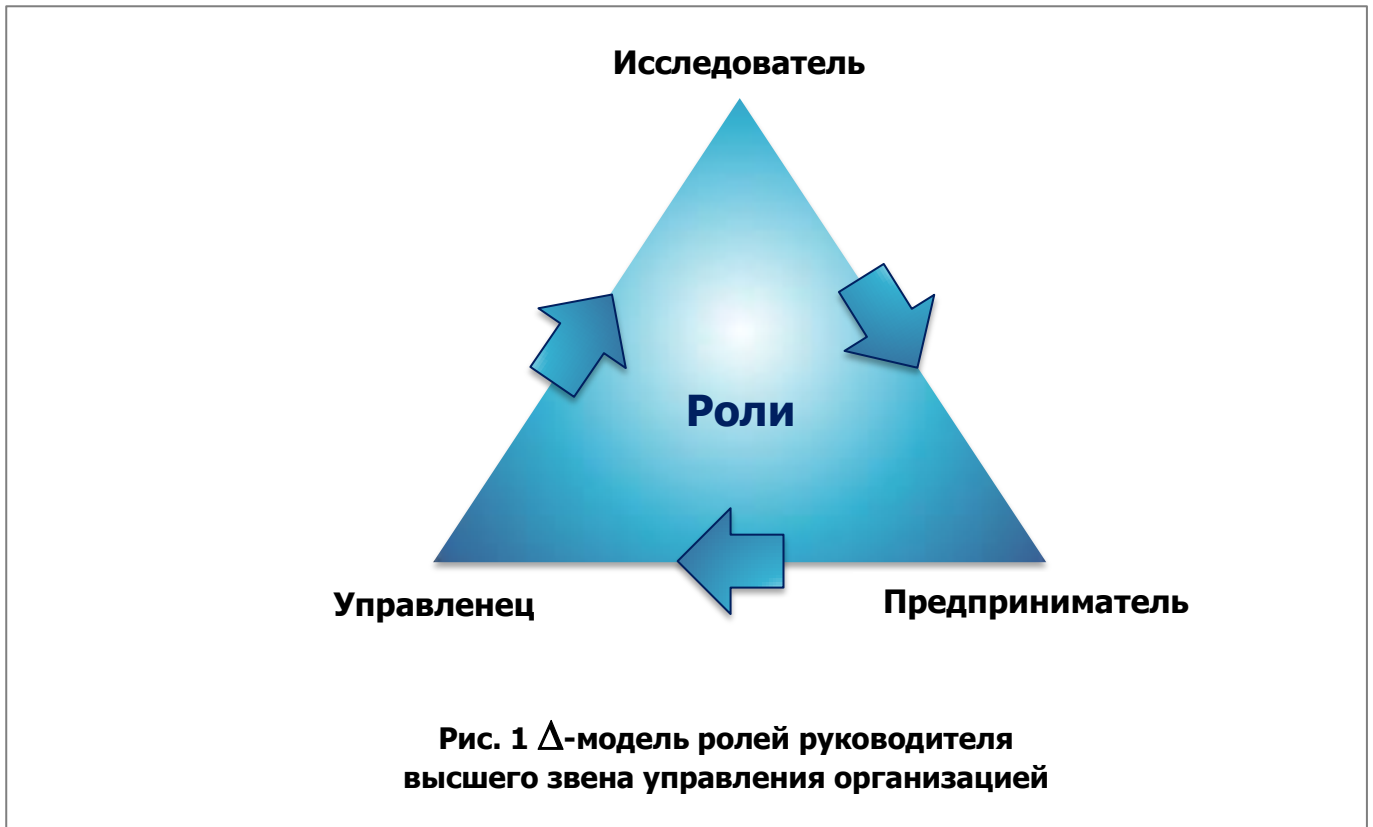 Исследователь
Роли
Управленец
Предприниматель
Рис. 1 Δ-модель ролей руководителя
высшего звена управления организацией